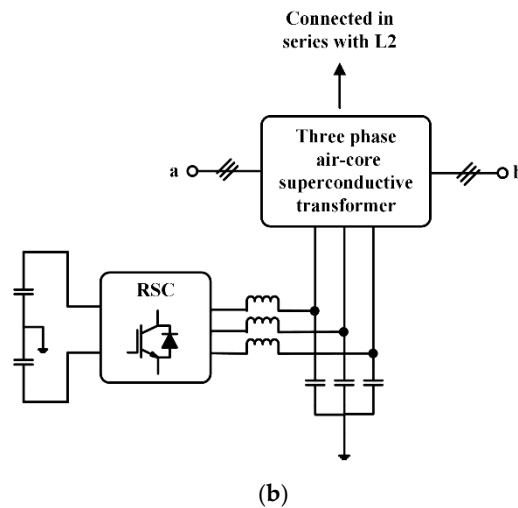 Connected in
series with L2
Three phase
air-core
superconductive
transformer
a
RSC
(b)